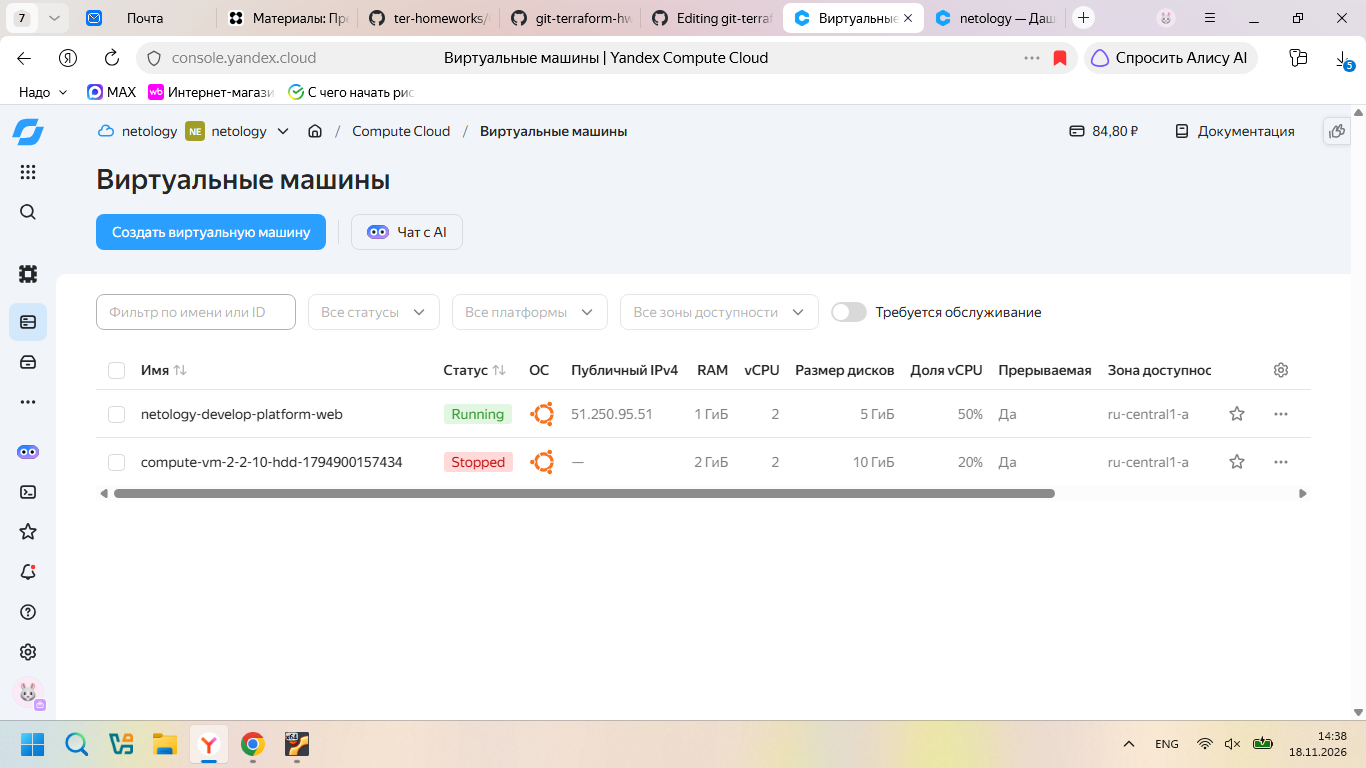 7 Почта Материалы: Пр ter-homeworks/ git-terraform-hw Editing git-terraf Виртуальные netology — Даш
console.yandex.cloud Виртуальные машины | Yandex Compute Cloud Спросить Алису AI 5
Надо MAX wb Интернет-магази С чего начать рис
netology NE netology / Compute Cloud / Виртуальные машины 84,80 ₽ Документация
Виртуальные машины
Создать виртуальную машину Чат с AI
Фильтр по имени или ID Все статусы Все платформы Все зоны доступности Требуется обслуживание
Имя Статус ОС Публичный IPv4 RAM vCPU Размер дисков Доля vCPU Прерываемая Зона доступнос
netology-develop-platform-web Running 51.250.95.51 1 ГиБ 2 5 ГиБ 50% Да ru-central1-a
compute-vm-2-2-10-hdd-1794900157434 Stopped — 2 ГиБ 2 10 ГиБ 20% Да ru-central1-a
ENG 14:38
18.11.2026